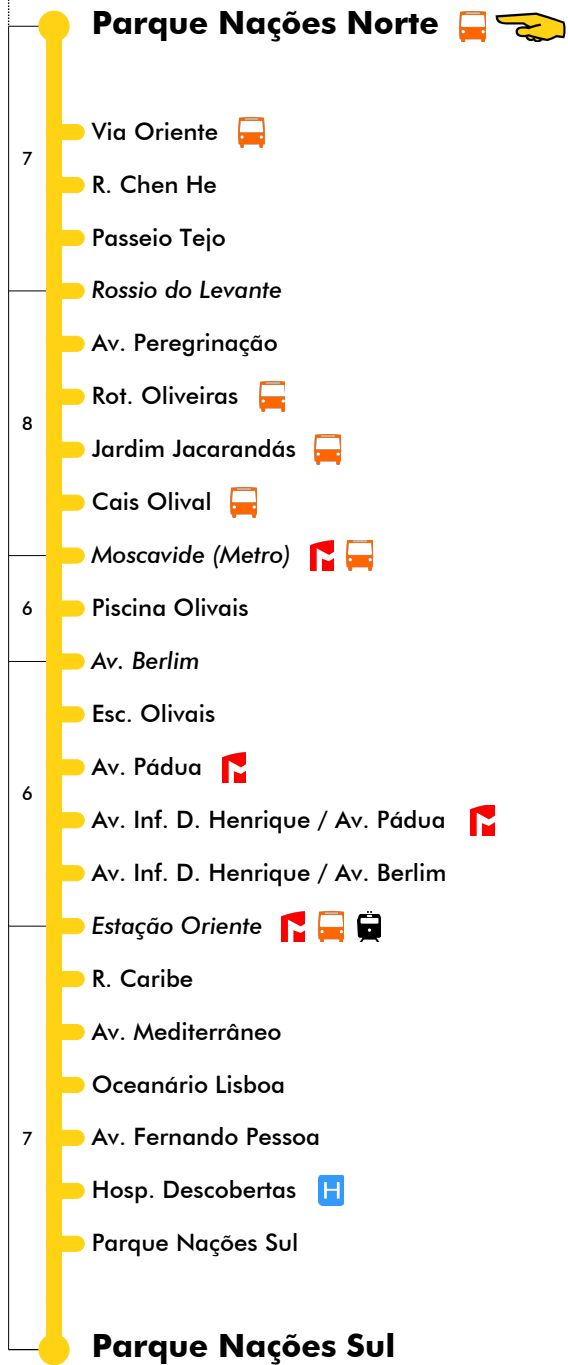 Parque Nações Norte
Via Oriente
7
R. Chen He
Passeio Tejo
Rossio do Levante
Av. Peregrinação
Rot. Oliveiras
8
Jardim Jacarandás
Cais Olival
Moscavide (Metro)
6 Piscina Olivais
Av. Berlim
Esc. Olivais
Av. Pádua
6
Av. Inf. D. Henrique / Av. Pádua
Av. Inf. D. Henrique / Av. Berlim
Estação Oriente
R. Caribe
Av. Mediterrâneo
Oceanário Lisboa
7 Av. Fernando Pessoa
Hosp. Descobertas H
Parque Nações Sul
Parque Nações Sul